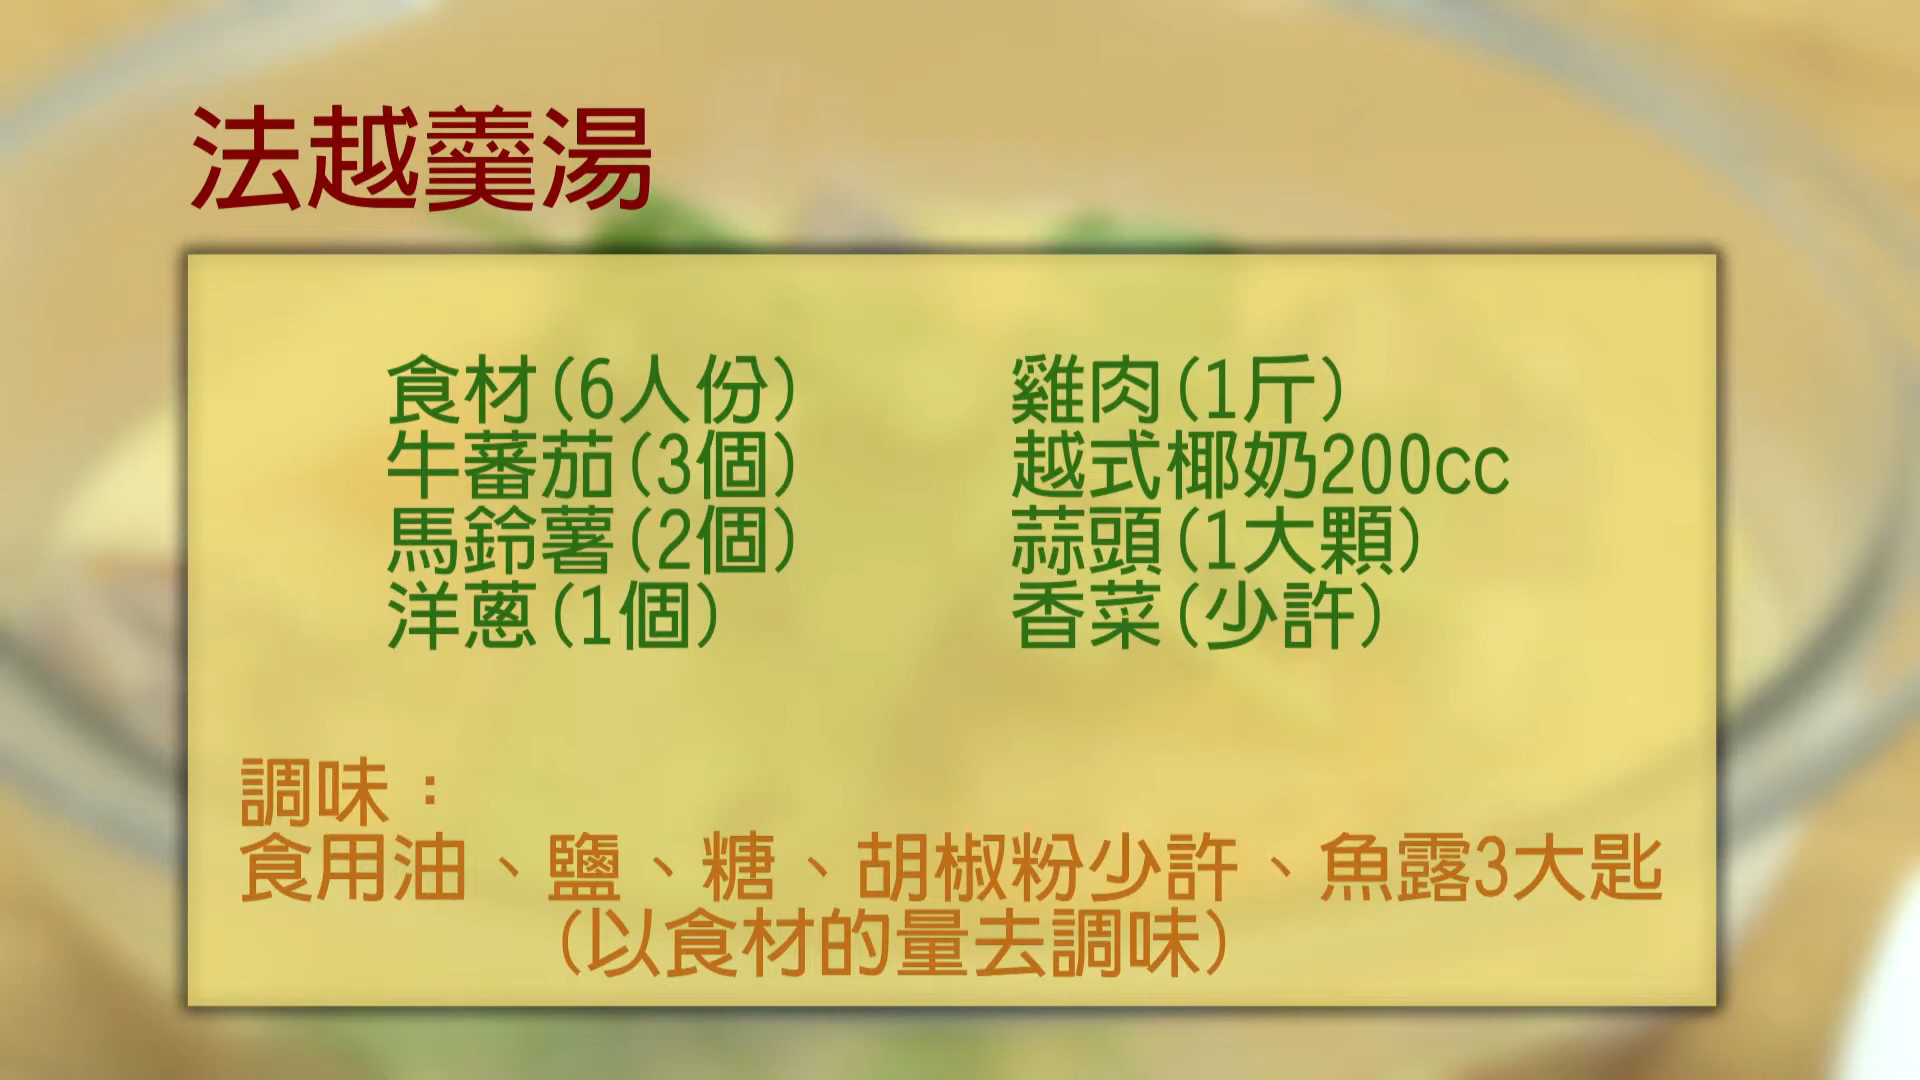 法越羹湯
食材(6人份)
牛蕃茄(3個)
馬鈴薯(2個)
洋蔥(1個)
雞肉(1斤)
越式椰奶200cc
蒜頭(1大顆)
香菜(少許)
調味：
食用油、鹽、糖、胡椒粉少許、魚露3大匙
(以食材的量去調味)